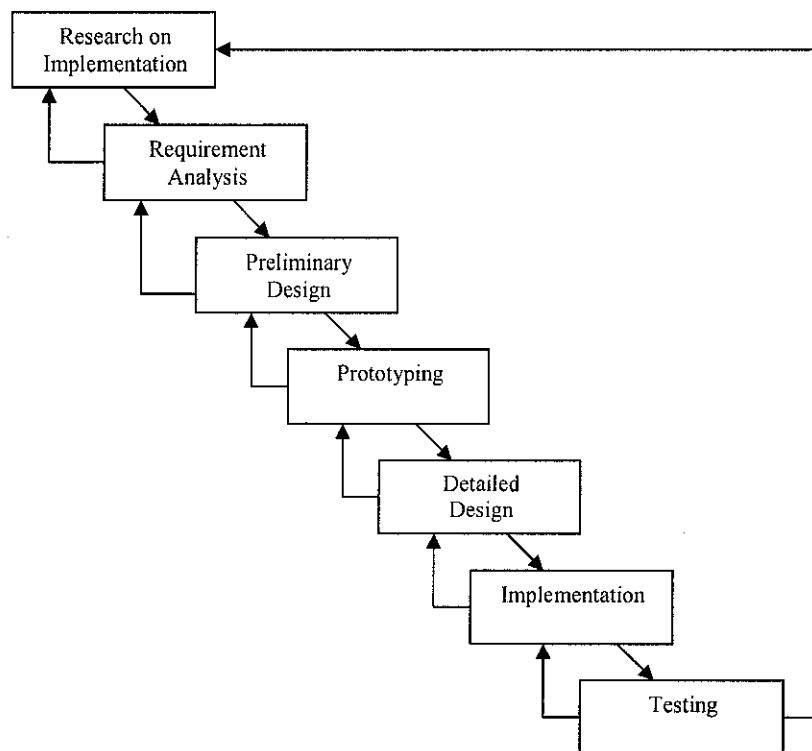 Research on
Implementation
Requirement
Analysis
Preliminary
Design
Prototyping
Detailed
Design
Implementation
Testing